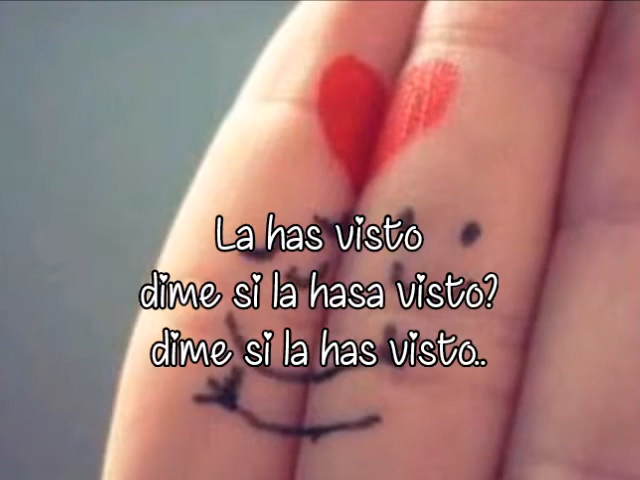 La has visto
dime si la hasa visto?
dime si la has visto..